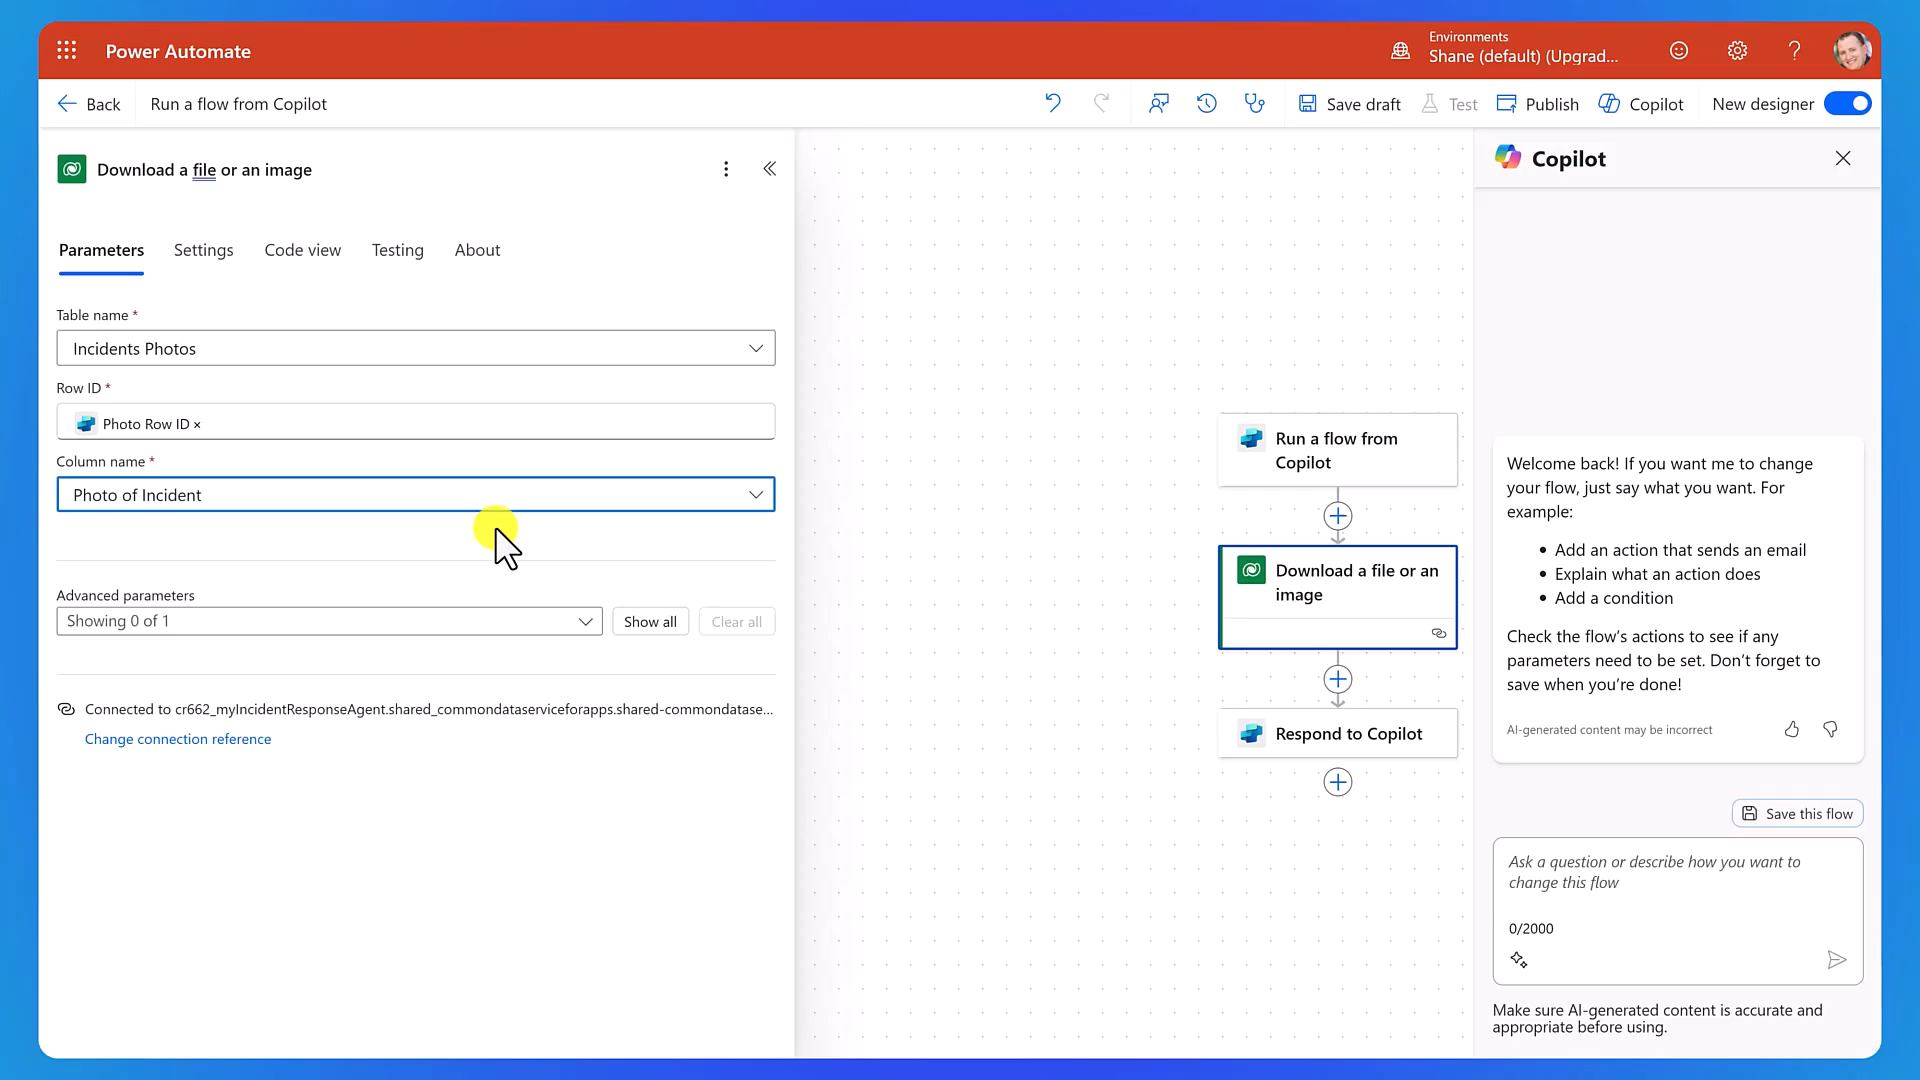 Power Automate
Environments
Shane (default) (Upgrad...
Back
Run a flow from Copilot
Save draft
Test
Publish
Copilot
New designer
Download a file or an image
Parameters
Settings
Code view
Testing
About
Table name *
Incidents Photos
Row ID *
Photo Row ID ×
Column name *
Photo of Incident
Advanced parameters
Showing 0 of 1
Show all
Clear all
Connected to cr662_myIncidentResponseAgent.shared_commondataserviceforapps.shared-commondatase...
Change connection reference
Run a flow from
Copilot
Download a file or an
image
Respond to Copilot
Copilot
Welcome back! If you want me to change
your flow, just say what you want. For
example:
• Add an action that sends an email
• Explain what an action does
• Add a condition
Check the flow's actions to see if any
parameters need to be set. Don't forget to
save when you're done!
AI-generated content may be incorrect
Save this flow
Ask a question or describe how you want to
change this flow
0/2000
Make sure AI-generated content is accurate and
appropriate before using.